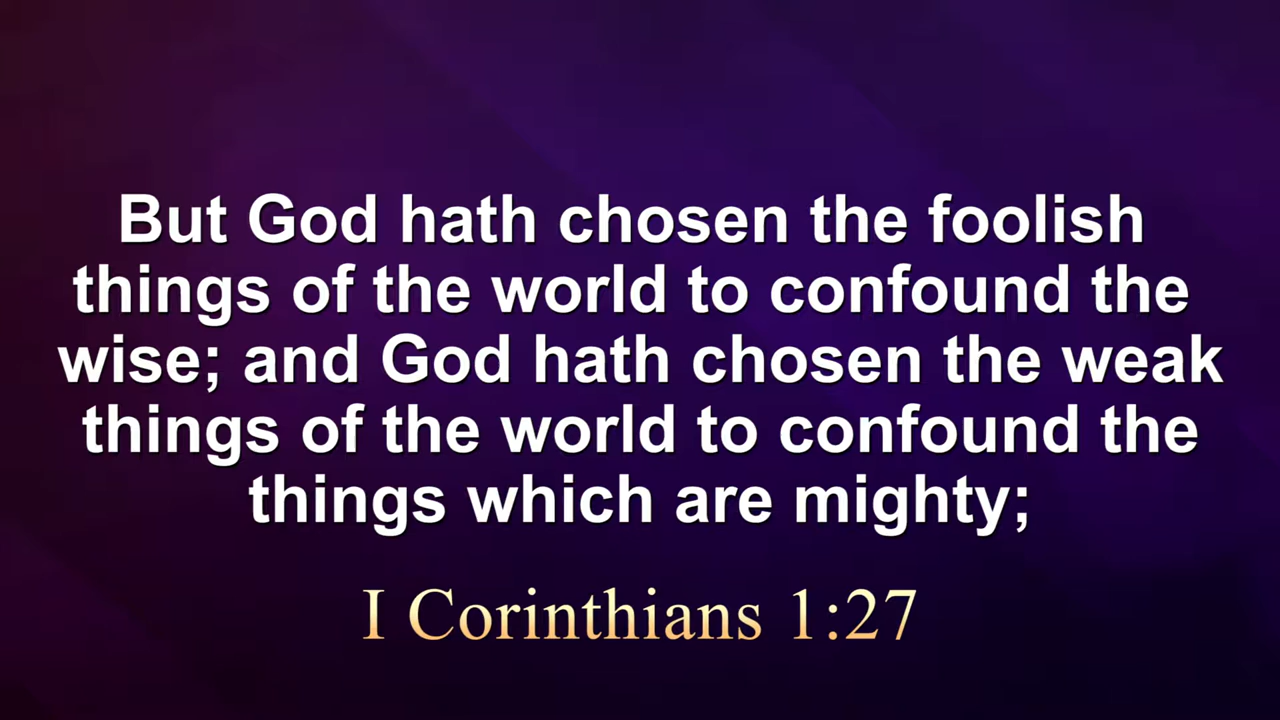 But God hath chosen the foolish
things of the world to confound the
wise; and God hath chosen the weak
things of the world to confound the
things which are mighty;
I Corinthians 1:27